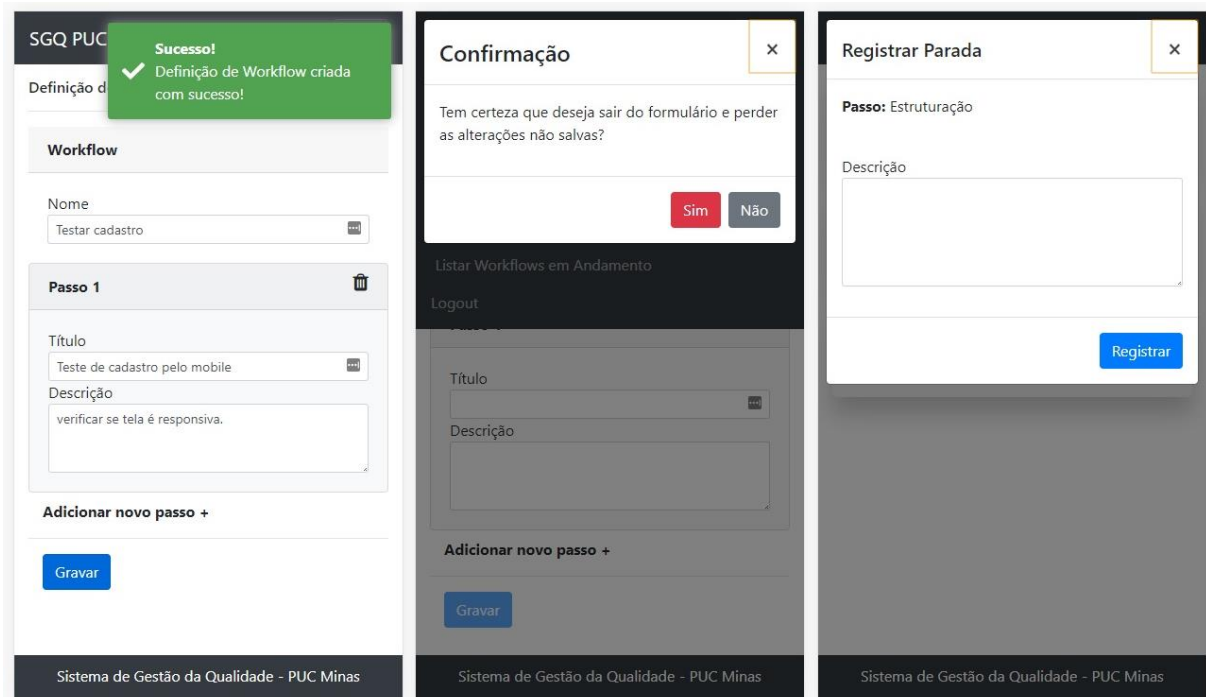 SGQ PUC
Sucesso!
Definição de Workflow criada
com sucesso!
Definição d
Workflow
Nome
Testar cadastro
Passo 1
Título
Teste de cadastro pelo mobile
Descrição
verificar se tela é responsiva.
Adicionar novo passo +
Gravar
Sistema de Gestão da Qualidade - PUC Minas
Confirmação
×
Tem certeza que deseja sair do formulário e perder
as alterações não salvas?
Sim
Não
Listar Workflows em Andamento
Logout
Título
Descrição
Adicionar novo passo +
Gravar
Sistema de Gestão da Qualidade - PUC Minas
Registrar Parada
×
Passo: Estruturação
Descrição
Registrar
Sistema de Gestão da Qualidade - PUC Minas